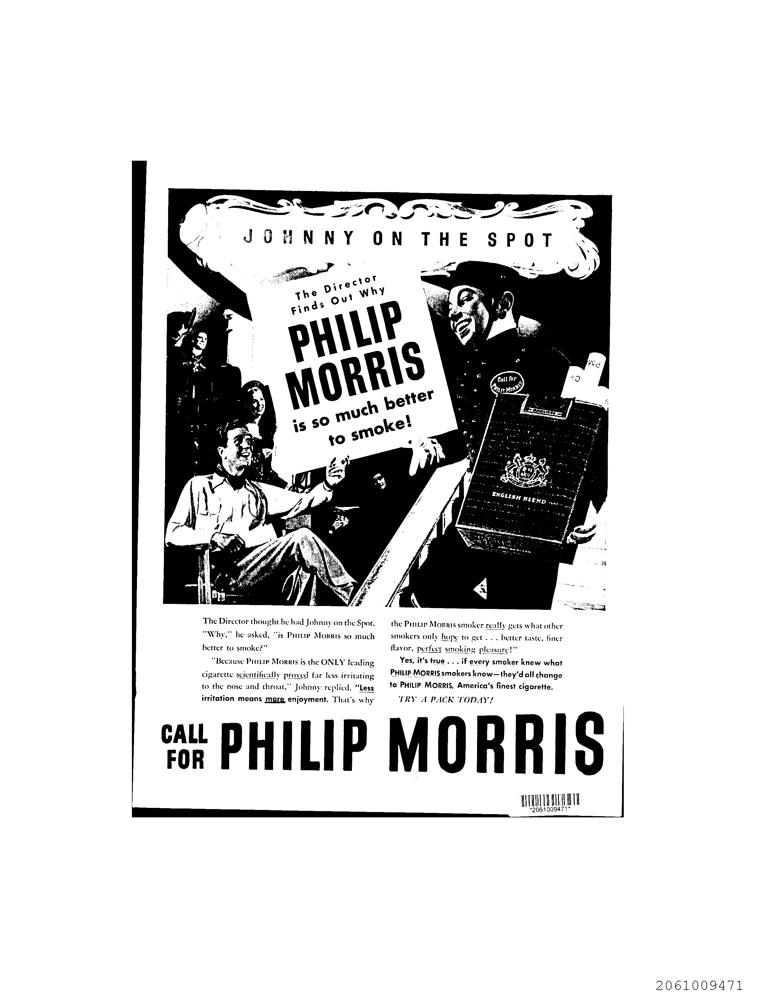 JOHNNY ON THE SPOT
The Director
Finds Out Why
PHILIP
MORRIS
is so much better
to smoke!
Call for
PHILIP MORRIS
PM
Co
ENGLISH BLEND
The Director thought he had Johnny on the Spot.
"Why," he asked, "is PHILIP MORRIS so much
better to smoke?"
"Because PHILIP MORRIS is the ONLY leading
cigarette scientifically proved far less irritating
to the nose and throat," Johnny replied. "Less
irritation means more enjoyment. That's why
the PHILIP MORRIS smoker really gets what other
smokers only hope to get . . . better taste, finer
flavor, perfect smoking pleasure!"
Yes, it's true . . . if every smoker knew what
PHILIP MORRIS smokers know—they'd all change
to PHILIP MORRIS, America's finest cigarette.
TRY A PACK TODAY!
CALL
FOR PHILIP MORRIS
*2061009471*
2061009471